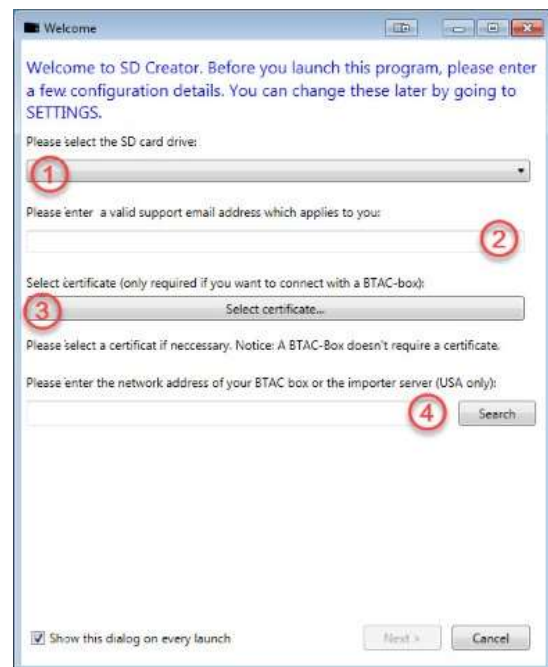 Welcome
Welcome to SD Creator. Before you launch this program, please enter
a few configuration details. You can change these later by going to
SETTINGS.
Please select the SD card drive:
1
Please enter a valid support email address which applies to you:
2
Select certificate (only required if you want to connect with a BTAC-box):
3 Select certificate...
Please select a certificat if neccessary. Notice: A BTAC-Box doesn't require a certificate.
Please enter the network address of your BTAC box or the importer server (USA only):
4 Search
Show this dialog on every launch Next > Cancel